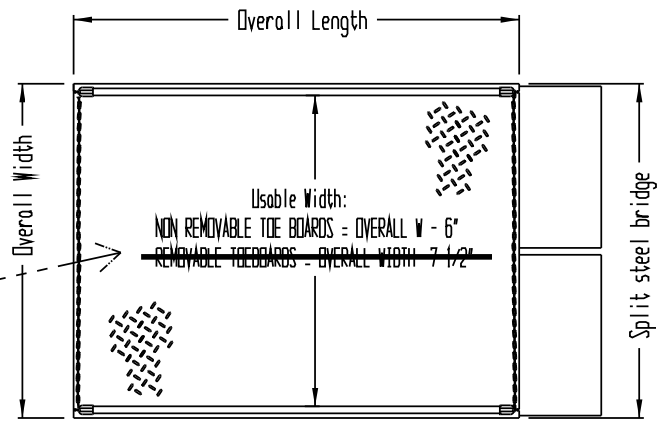 Overall Length
Overall Width
Usable Width:
NON REMOVABLE TOE BOARDS = OVERALL W - 6"
REMOVABLE TOEBOARDS - OVERALL WIDTH 7 1/2"
Split steel bridge